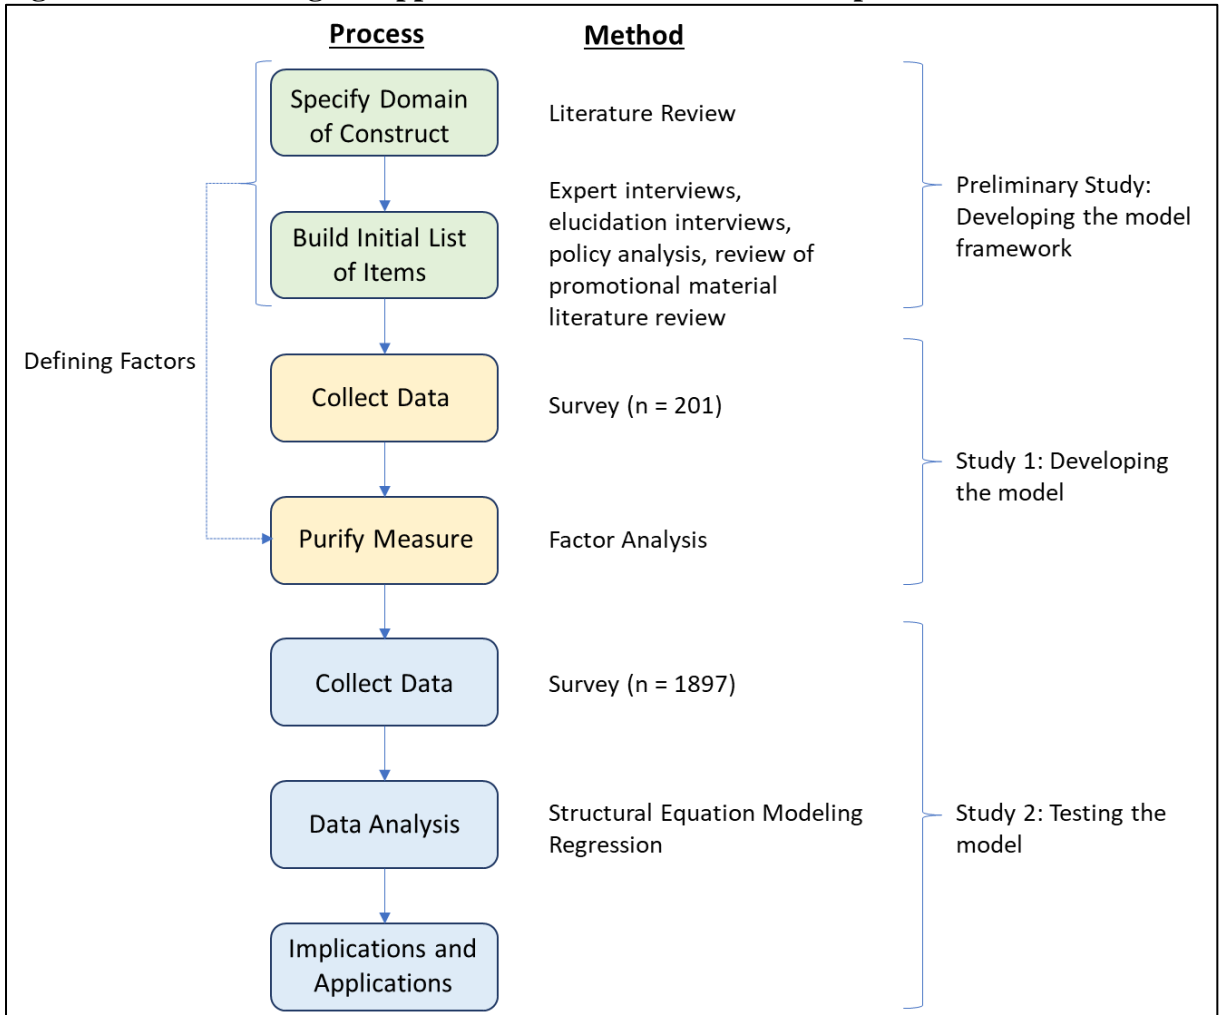 Process
Method
Specify Domain
of Construct
Literature Review
Expert interviews,
elucidation interviews,
policy analysis, review of
promotional material
literature review
Preliminary Study:
Developing the model
framework
Build Initial List
of Items
Defining Factors
Collect Data
Survey (n = 201)
Study 1: Developing
the model
Purify Measure
Factor Analysis
Collect Data
Survey (n = 1897)
Data Analysis
Structural Equation Modeling
Regression
Study 2: Testing the
model
Implications and
Applications